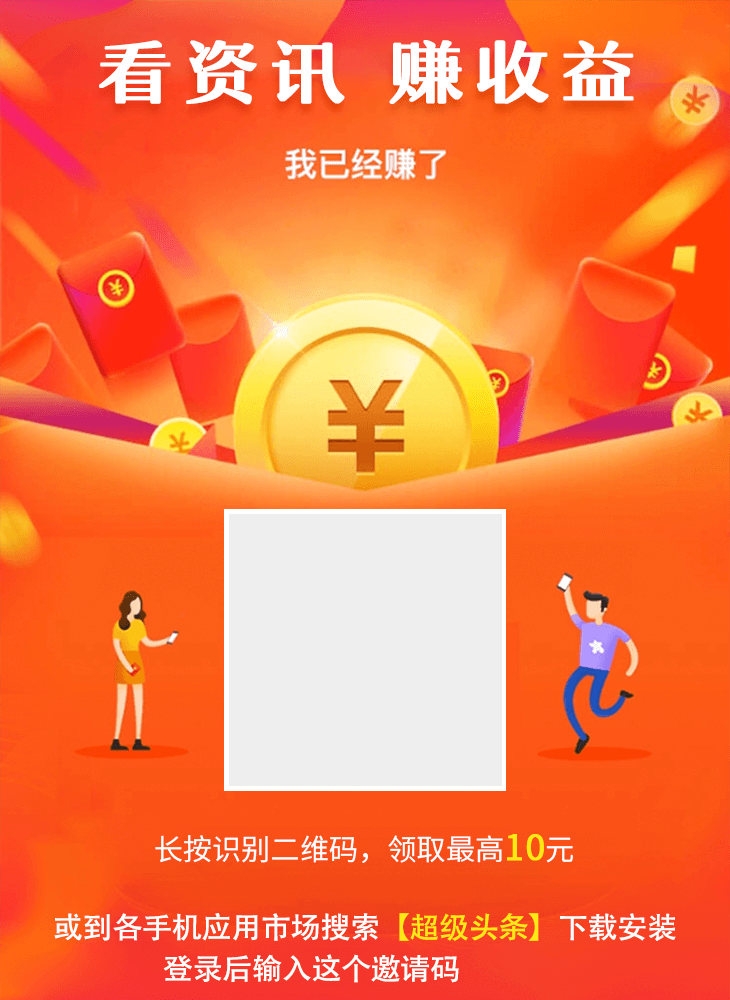 看资讯 赚收益
我已经赚了
长按识别二维码，领取最高10元
或到各手机应用市场搜索【超级头条】下载安装
登录后输入这个邀请码